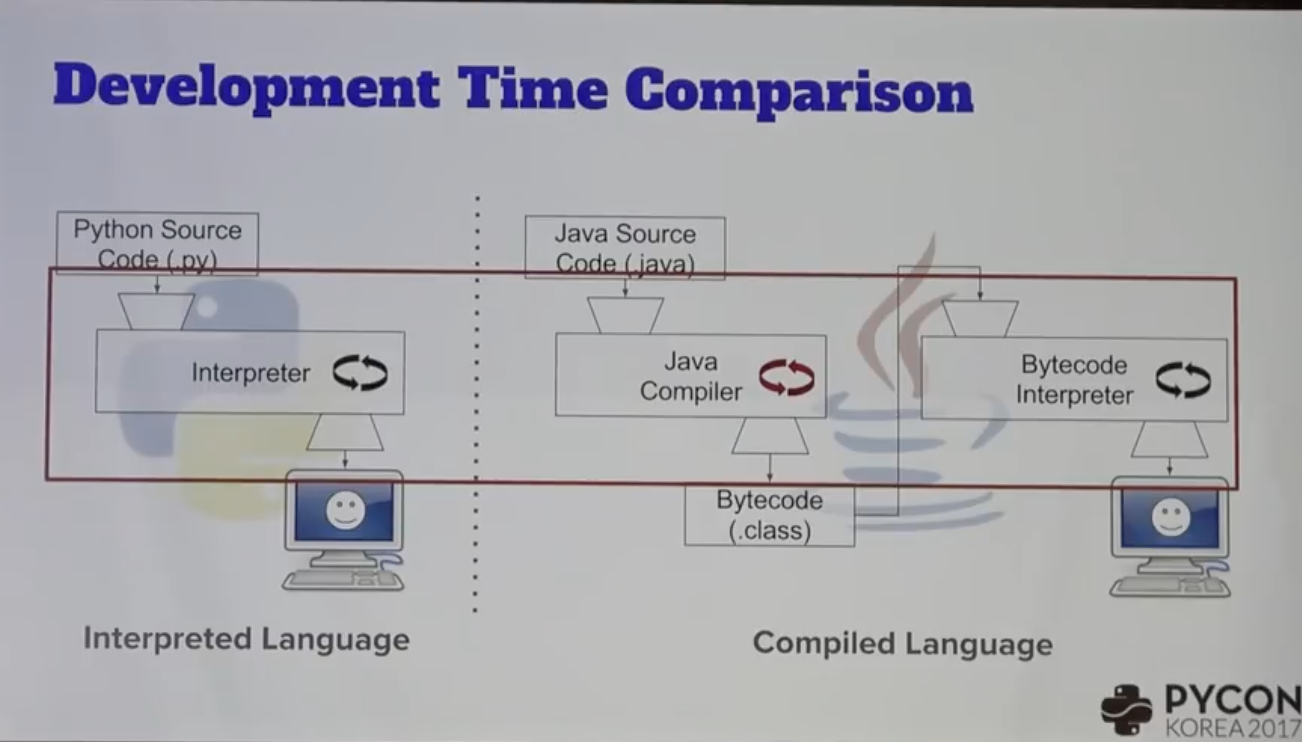 Development Time Comparison
Python Source
Code (.py)
Interpreter
Interpreted Language
Java Source
Code (.java)
Java
Compiler
Bytecode
(.class)
Bytecode
Interpreter
Compiled Language
PYCON
KOREA 2017